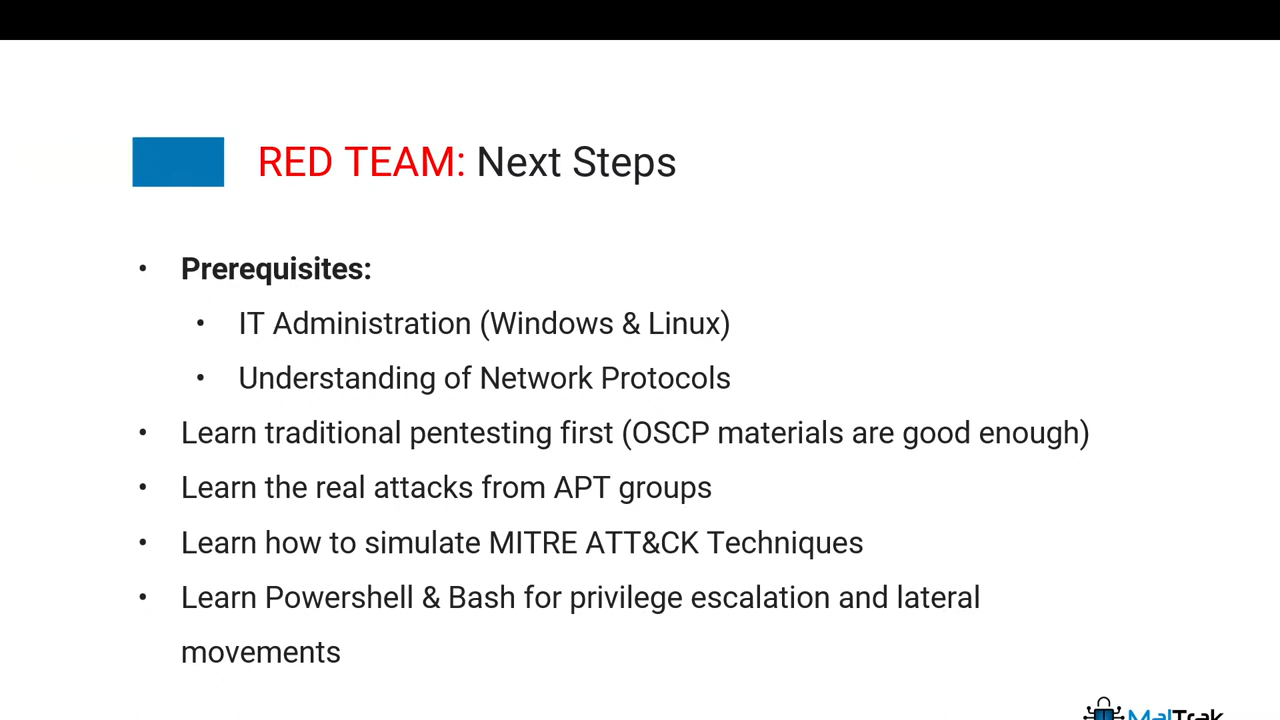 RED TEAM: Next Steps
• Prerequisites:
• IT Administration (Windows & Linux)
• Understanding of Network Protocols
• Learn traditional pentesting first (OSCP materials are good enough)
• Learn the real attacks from APT groups
• Learn how to simulate MITRE ATT&CK Techniques
• Learn Powershell & Bash for privilege escalation and lateral
movements
MalTrak